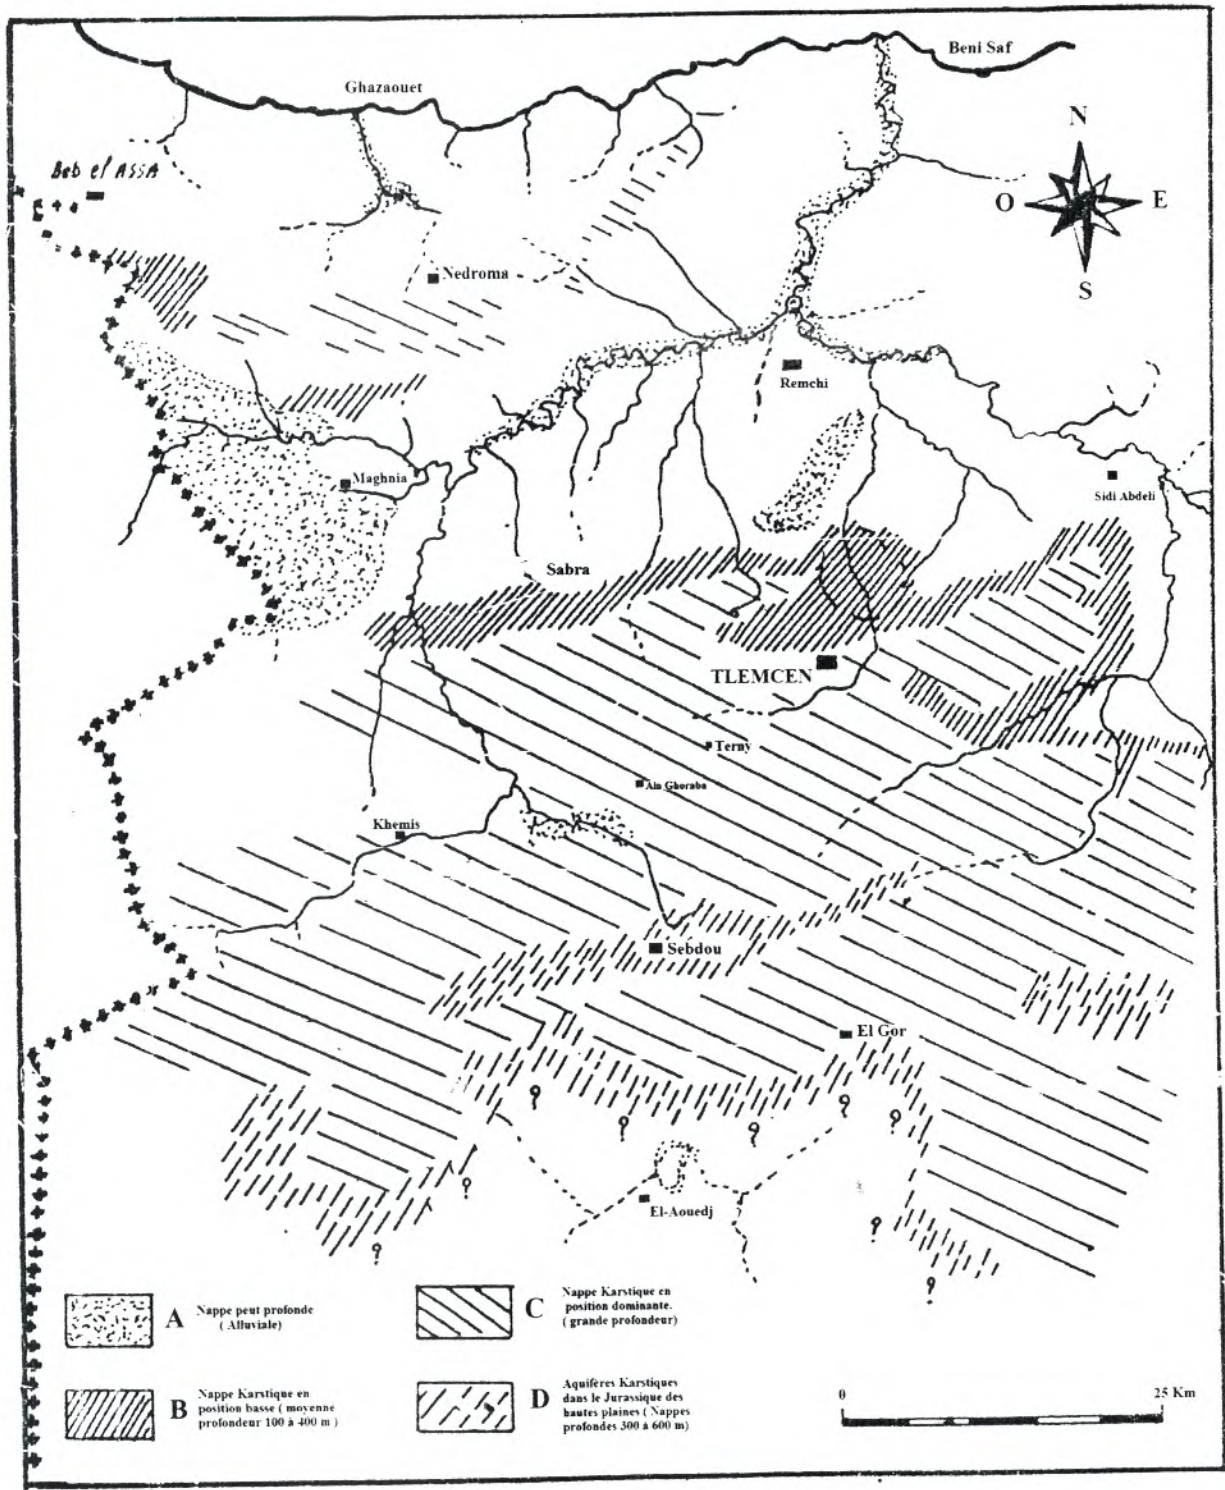 Beni Saf
Ghazaouet
N
Beb el ASSA
O
E
S
Nedroma
Remchi
Maghnia
Sidi Abdeli
Sabra
TLEMCEN
Terny
Ain Ghoraba
Khemis
Sebdou
El Gor
?
?
?
?
?
?
El-Aouedj
?
?
?
A
Nappe peut profonde
( Alluviale)
C
Nappe Karstique en
position dominante.
( grande profondeur)
B
Nappe Karstique en
position basse ( moyenne
profondeur 100 à 400 m )
D
Aquifères Karstiques
dans le Jurassique des
hautes plaines ( Nappes
profondes 300 à 600 m)
0
25 Km